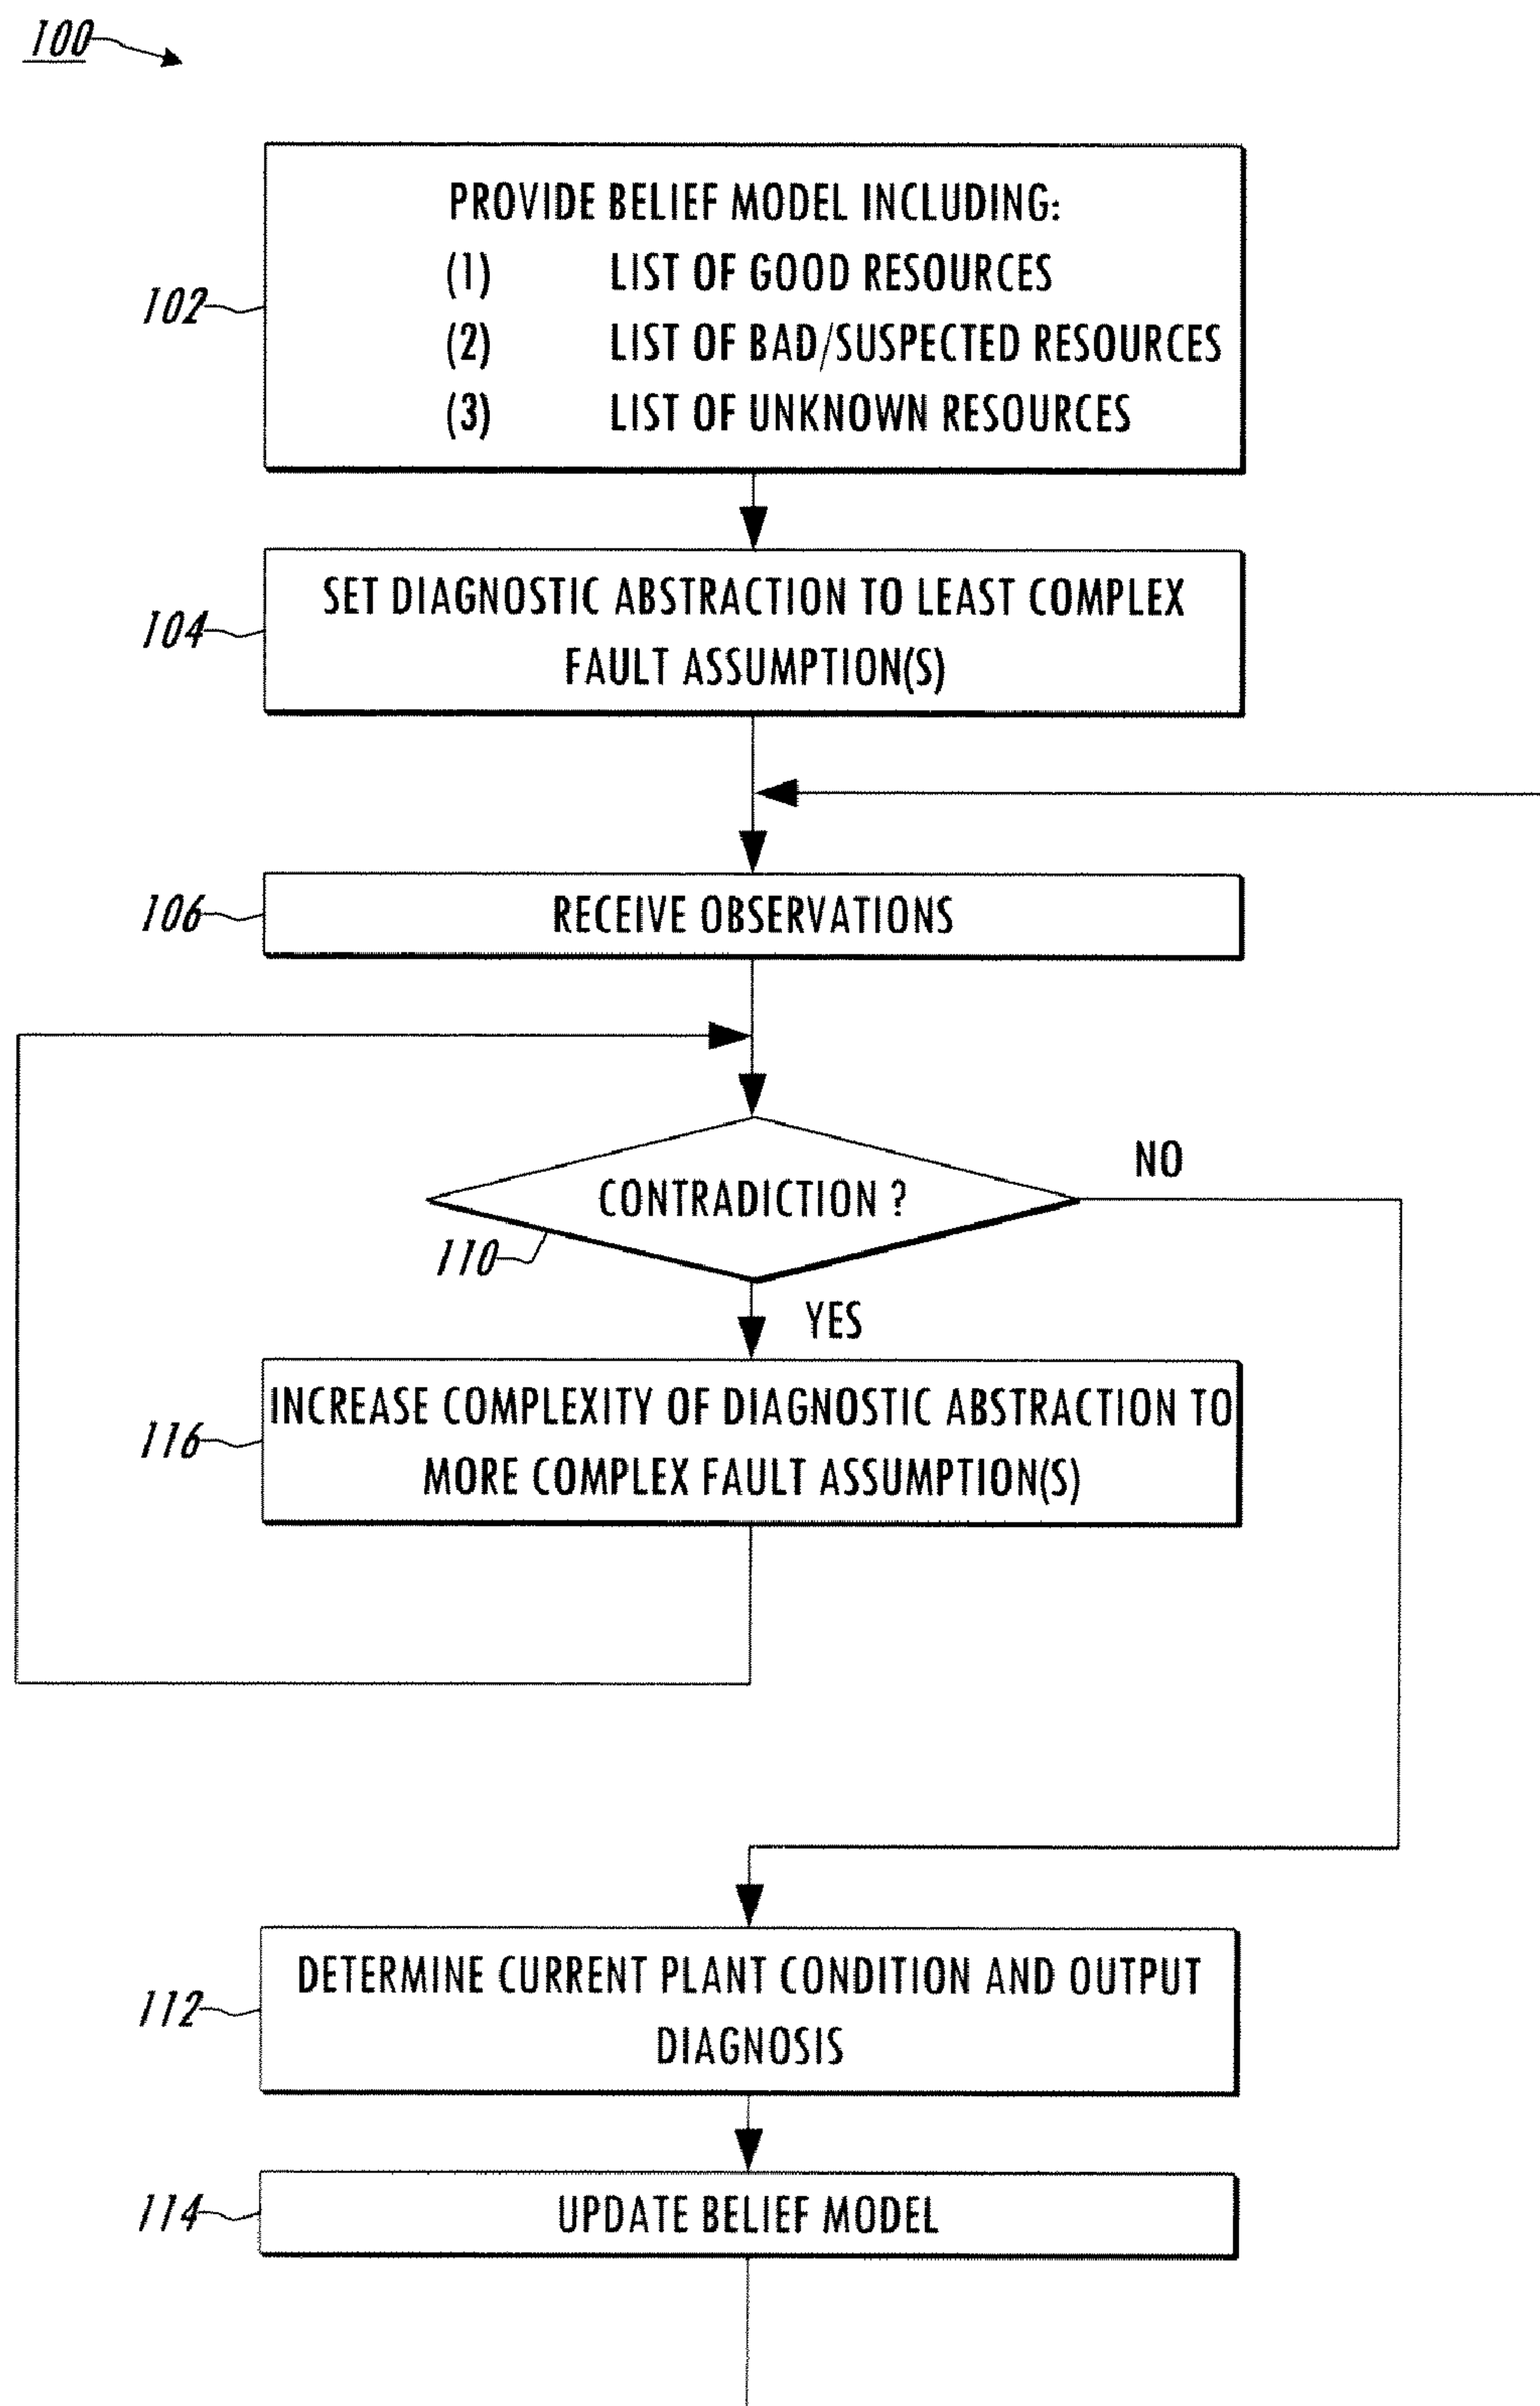 100
PROVIDE BELIEF MODEL INCLUDING:
(1) LIST OF GOOD RESOURCES
(2) LIST OF BAD/SUSPECTED RESOURCES
(3) LIST OF UNKNOWN RESOURCES
102
SET DIAGNOSTIC ABSTRACTION TO LEAST COMPLEX
FAULT ASSUMPTION(S)
104
RECEIVE OBSERVATIONS
106
CONTRADICTION ?
NO
110
YES
INCREASE COMPLEXITY OF DIAGNOSTIC ABSTRACTION TO
MORE COMPLEX FAULT ASSUMPTION(S)
116
DETERMINE CURRENT PLANT CONDITION AND OUTPUT
DIAGNOSIS
112
UPDATE BELIEF MODEL
114